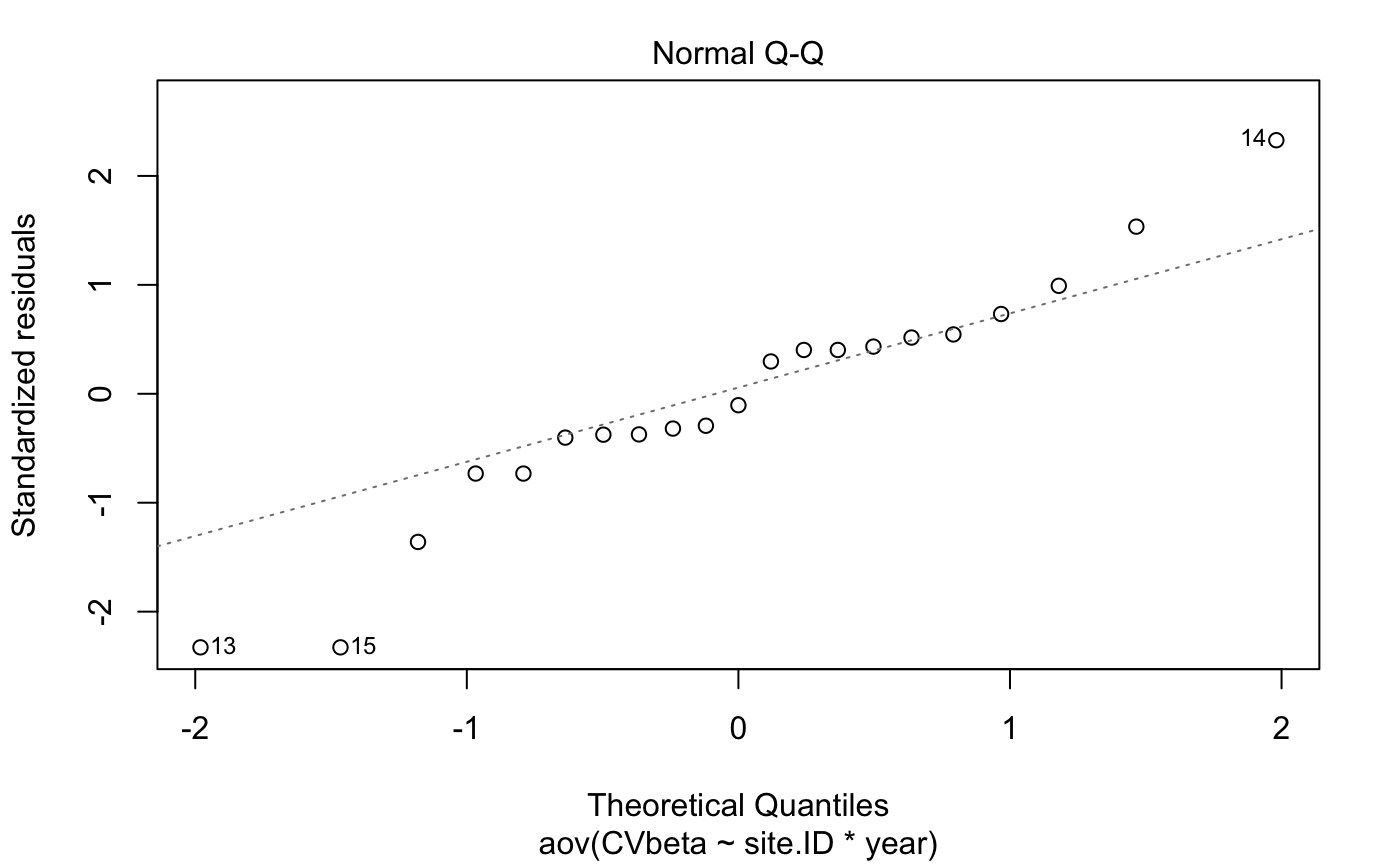 Normal Q-Q
Standardized residuals
2
1
0
-1
-2
14
13
15
-2 -1 0 1 2
Theoretical Quantiles
aov(CVbeta ~ site.ID * year)